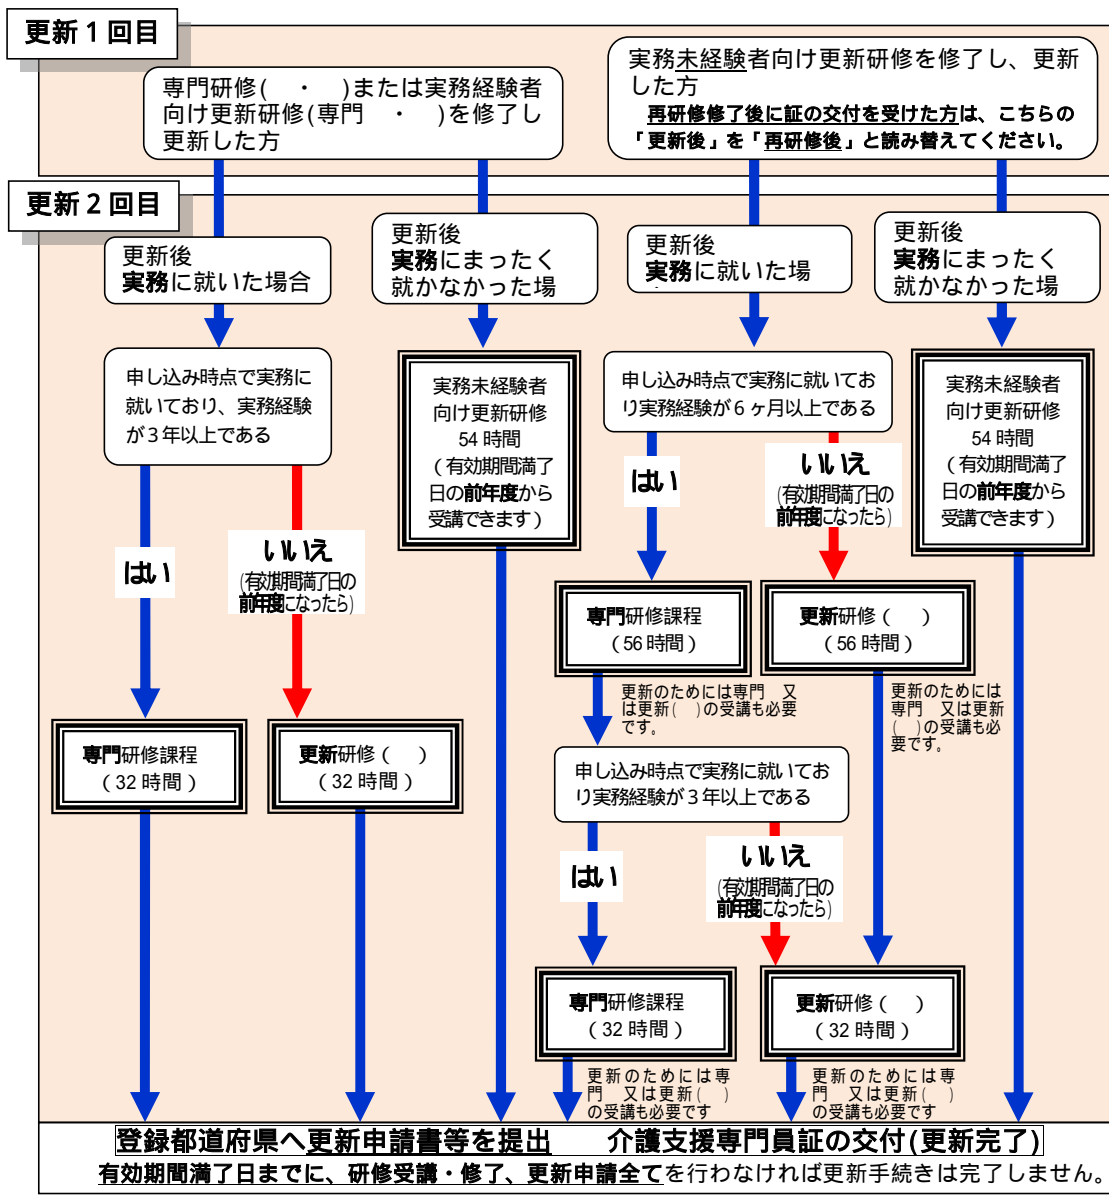 更新１回目
専門研修(　・　)または実務経験者
向け更新研修(専門　・　)を修了し
更新した方
実務未経験者向け更新研修を修了し、更新
した方
再研修修了後に証の交付を受けた方は、こちらの
「更新後」を「再研修後」と読み替えてください。
更新２回目
更新後
実務に就いた場合
更新後
実務にまったく
就かなかった場
更新後
実務に就いた場
更新後
実務にまったく
就かなかった場
申し込み時点で実務に
就いており、実務経験
が３年以上である
実務未経験者
向け更新研修
54 時間
（有効期間満了
日の前年度から
受講できます）
申し込み時点で実務に就いてお
り実務経験が６ヶ月以上である
実務未経験者
向け更新研修
54 時間
（有効期間満了
日の前年度から
受講できます）
はい
いいえ
(有効期間満了日の
前年度になったら)
はい
いいえ
(有効期間満了日の
前年度になったら)
専門研修課程
（56 時間）
更新研修（　）
（56 時間）
更新のためには専門　又
は更新(　)の受講も必要
です。
更新のためには
専門　又は更新
(　)の受講も必
要です。
専門研修課程
（32 時間）
更新研修（　）
（32 時間）
申し込み時点で実務に就いてお
り実務経験が３年以上である
はい
いいえ
(有効期間満了日の
前年度になったら)
専門研修課程
（32 時間）
更新研修（　）
（32 時間）
更新のためには専
門　又は更新(　)
の受講も必要です
更新のためには専
門　又は更新(　)
の受講も必要です
登録都道府県へ更新申請書等を提出　　介護支援専門員証の交付(更新完了)
有効期間満了日までに、研修受講・修了、更新申請全てを行わなければ更新手続きは完了しません。